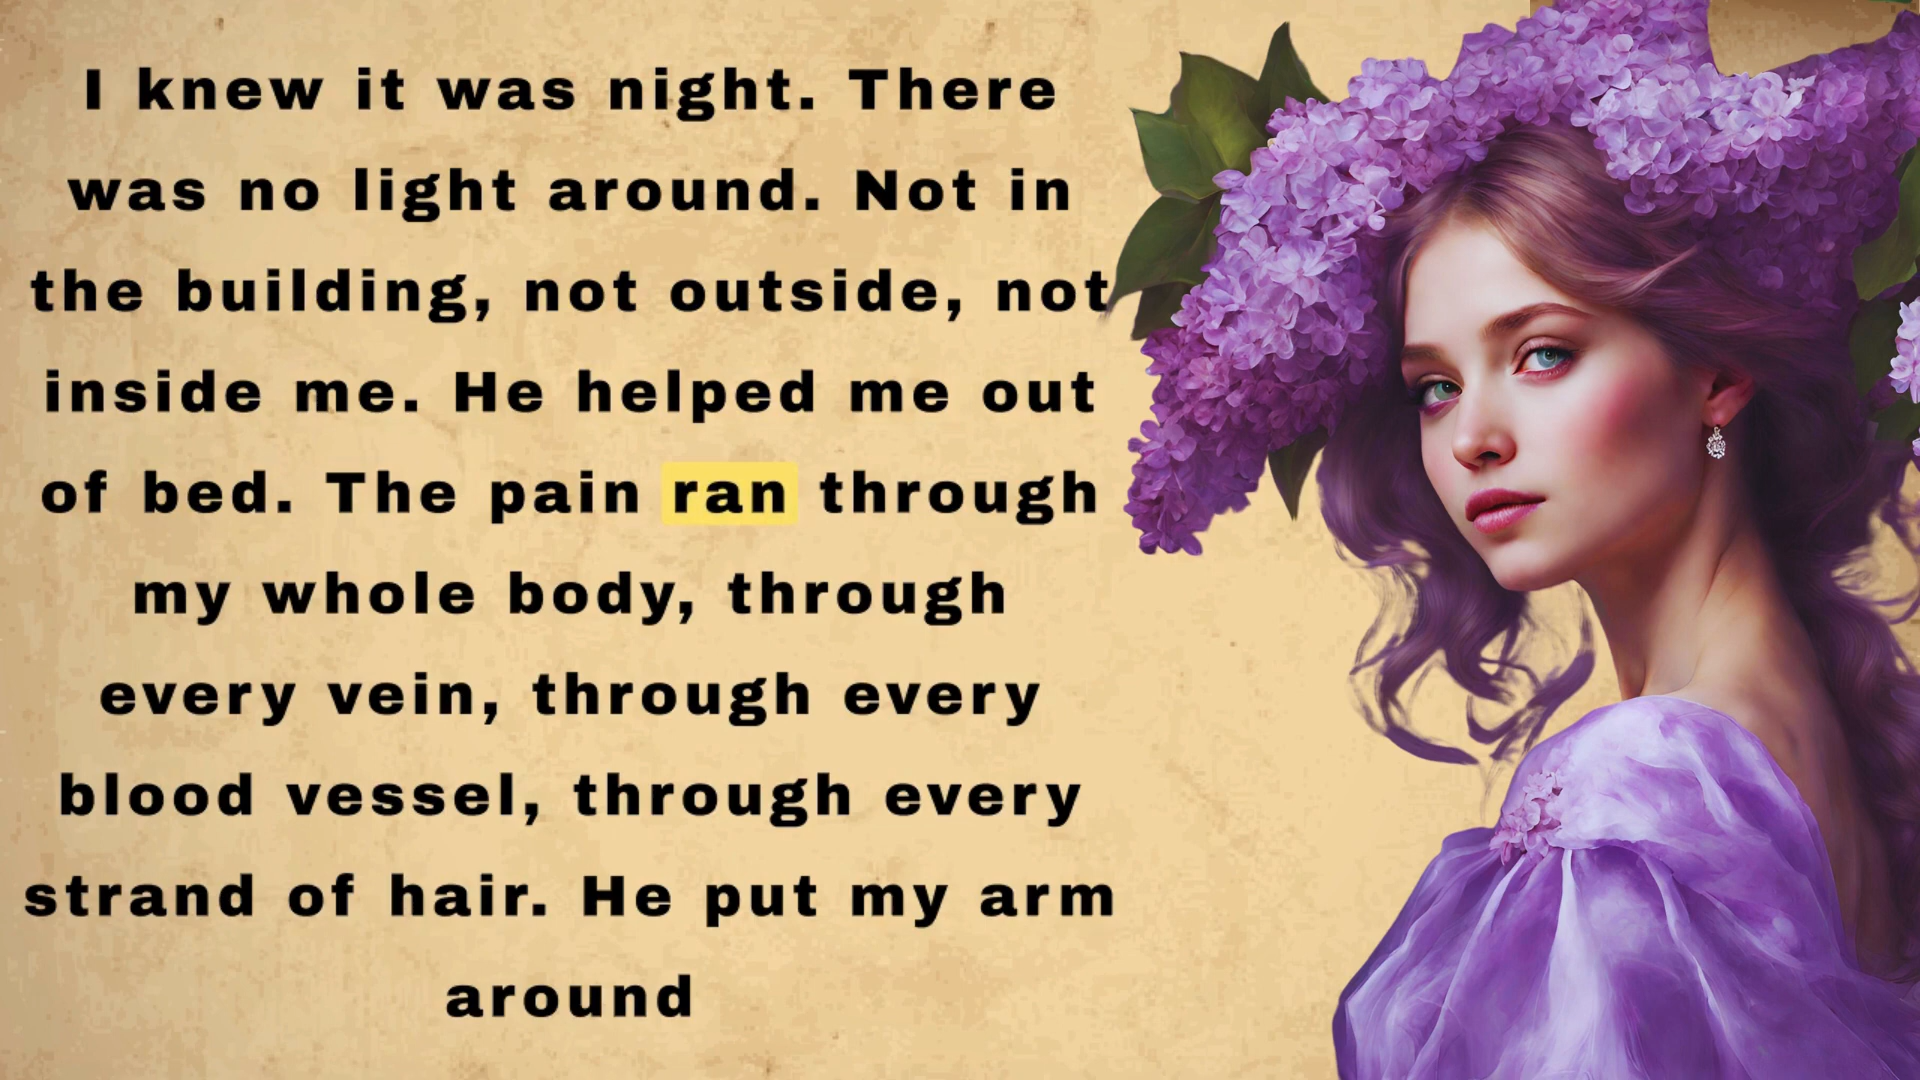 I knew it was night. There
was no light around. Not in
the building, not outside, not
inside me. He helped me out
of bed. The pain ran through
my whole body, through
every vein, through every
blood vessel, through every
strand of hair. He put my arm
around